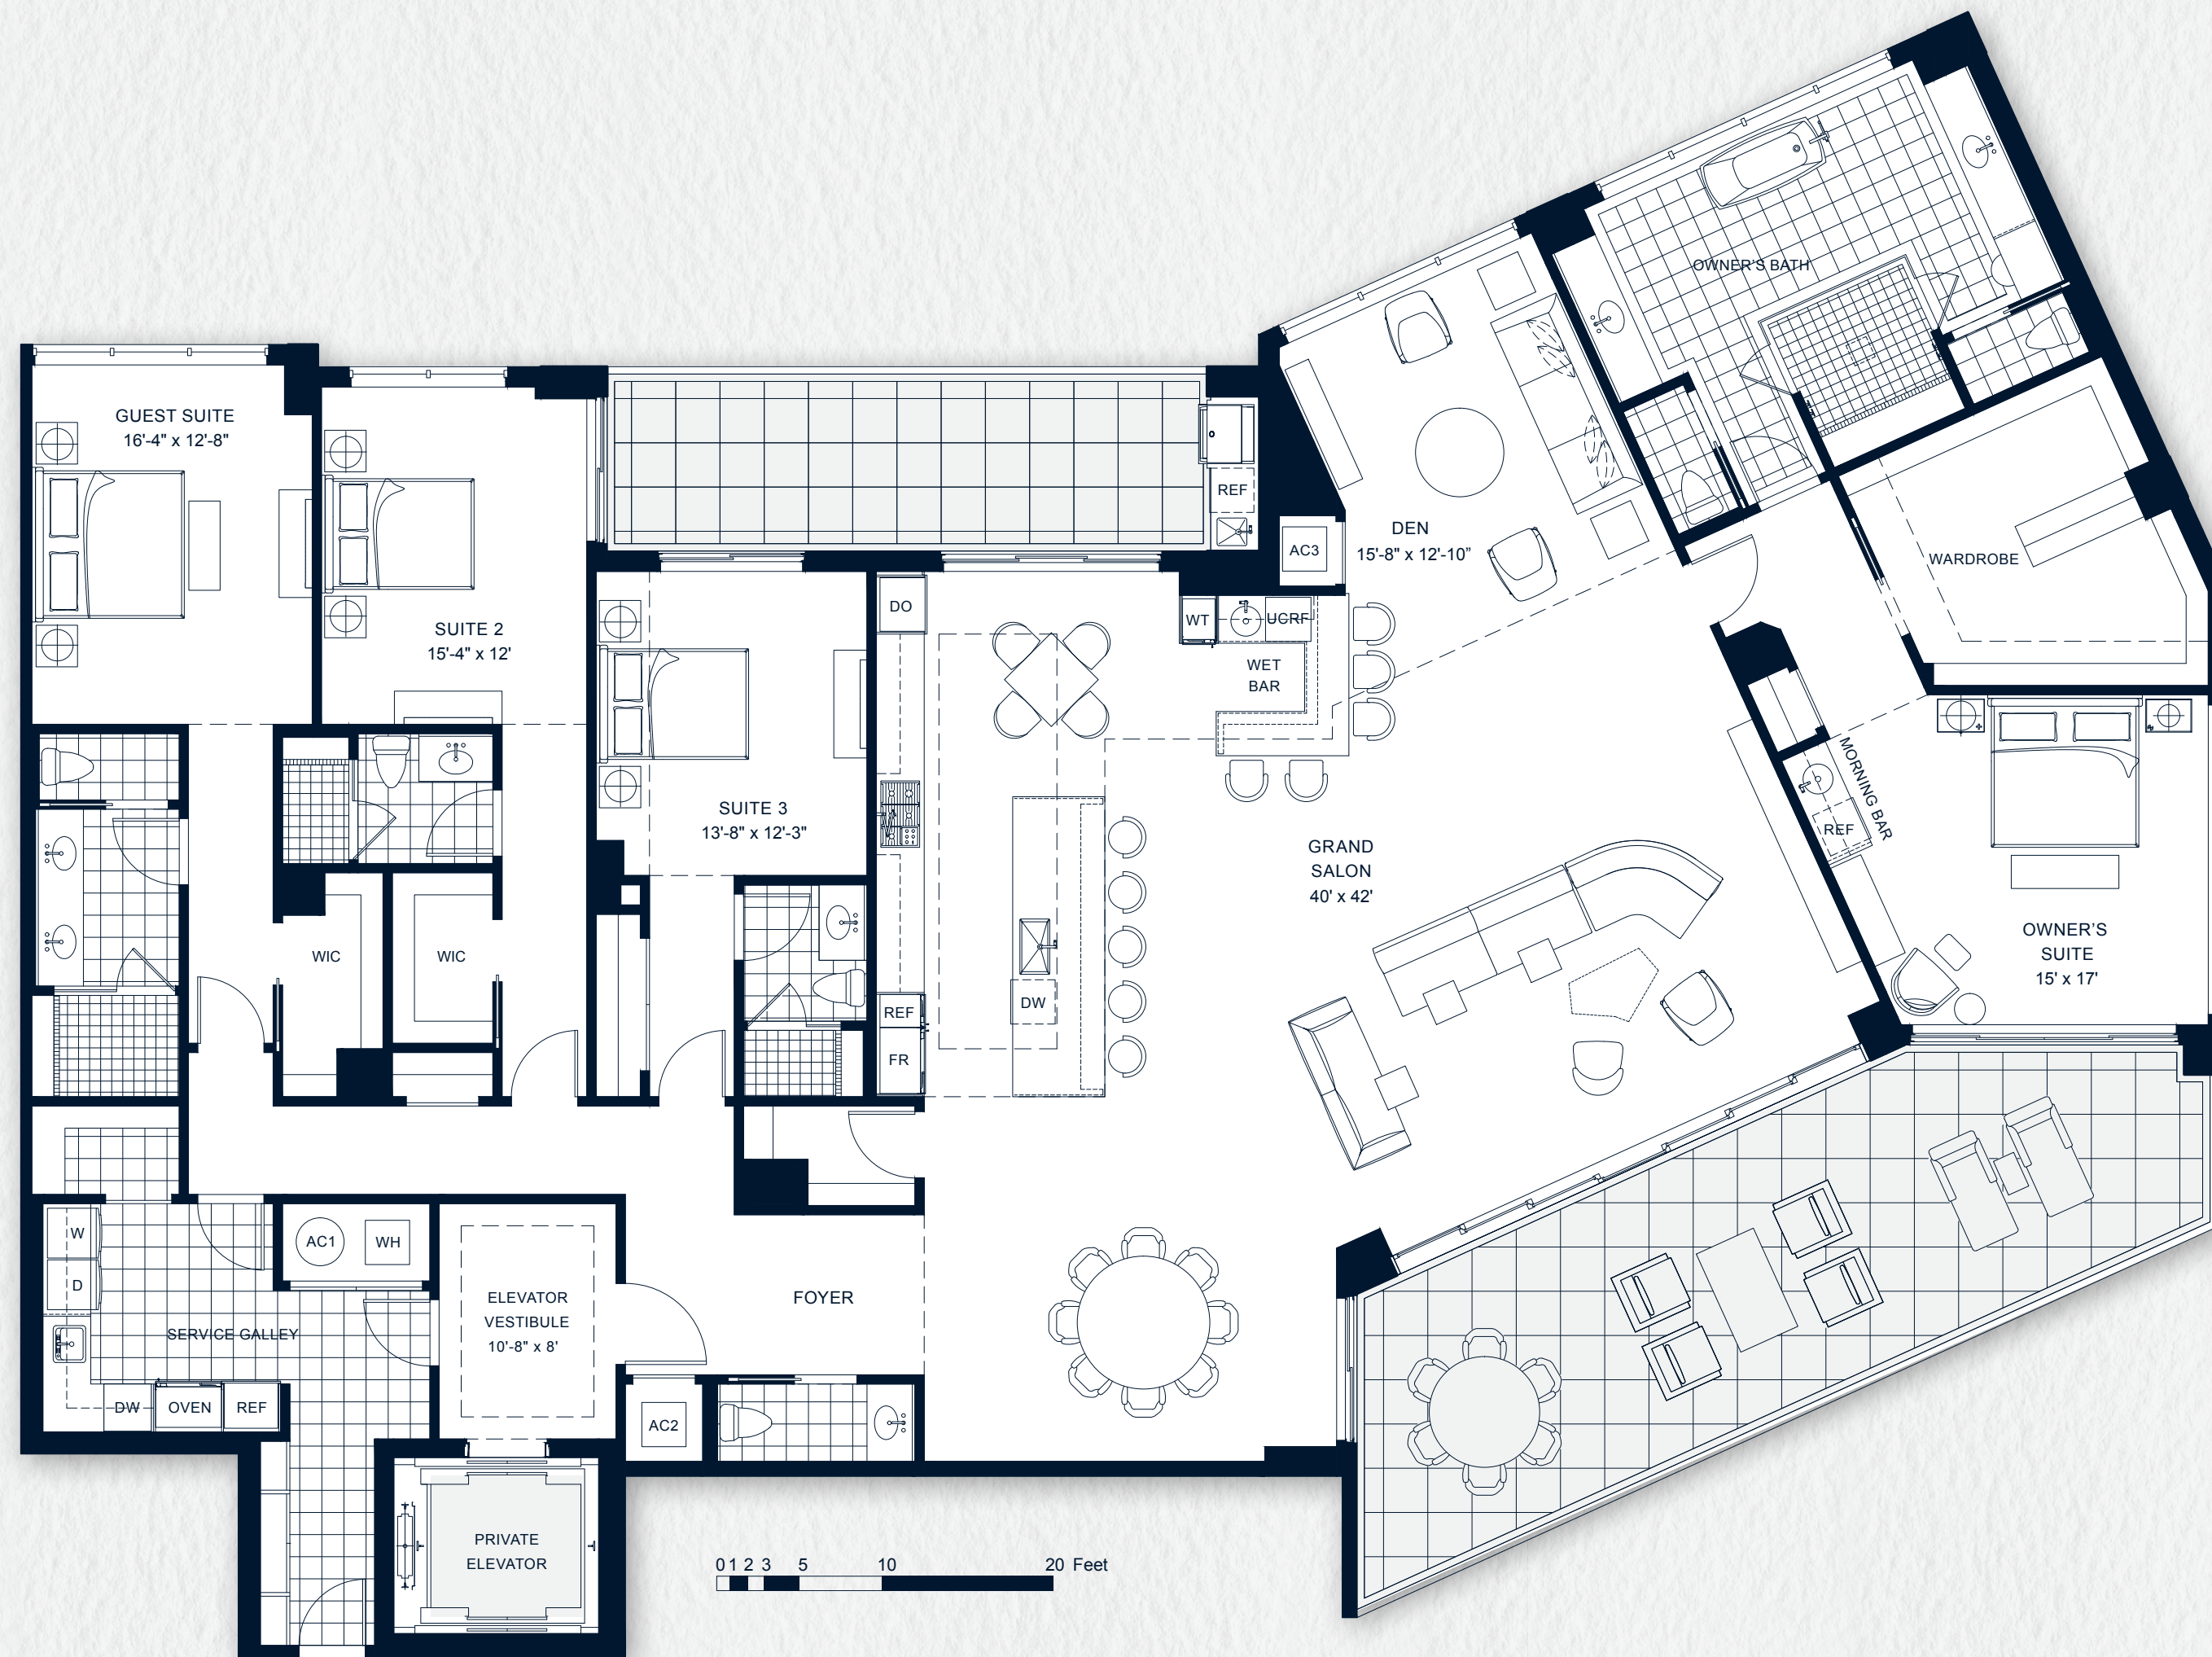 OWNER'S BATH
GUEST SUITE
16'-4" x 12'-8"
REF
DEN
15'-8" x 12'-10”
AC3
WARDROBE
DO
WT
UCRF
SUITE 2
15'-4" x 12'
WET
BAR
SUITE 3
13'-8" x 12'-3"
MORNING BAR
REF
GRAND
SALON
40' x 42'
WIC
WIC
OWNER'S
SUITE
15' x 17'
REF
DW
FR
W
AC1
WH
D
ELEVATOR
VESTIBULE
10'-8" x 8'
FOYER
SERVICE GALLEY
DW
OVEN
REF
AC2
PRIVATE
ELEVATOR
0 1 2 3 5 10 20 Feet